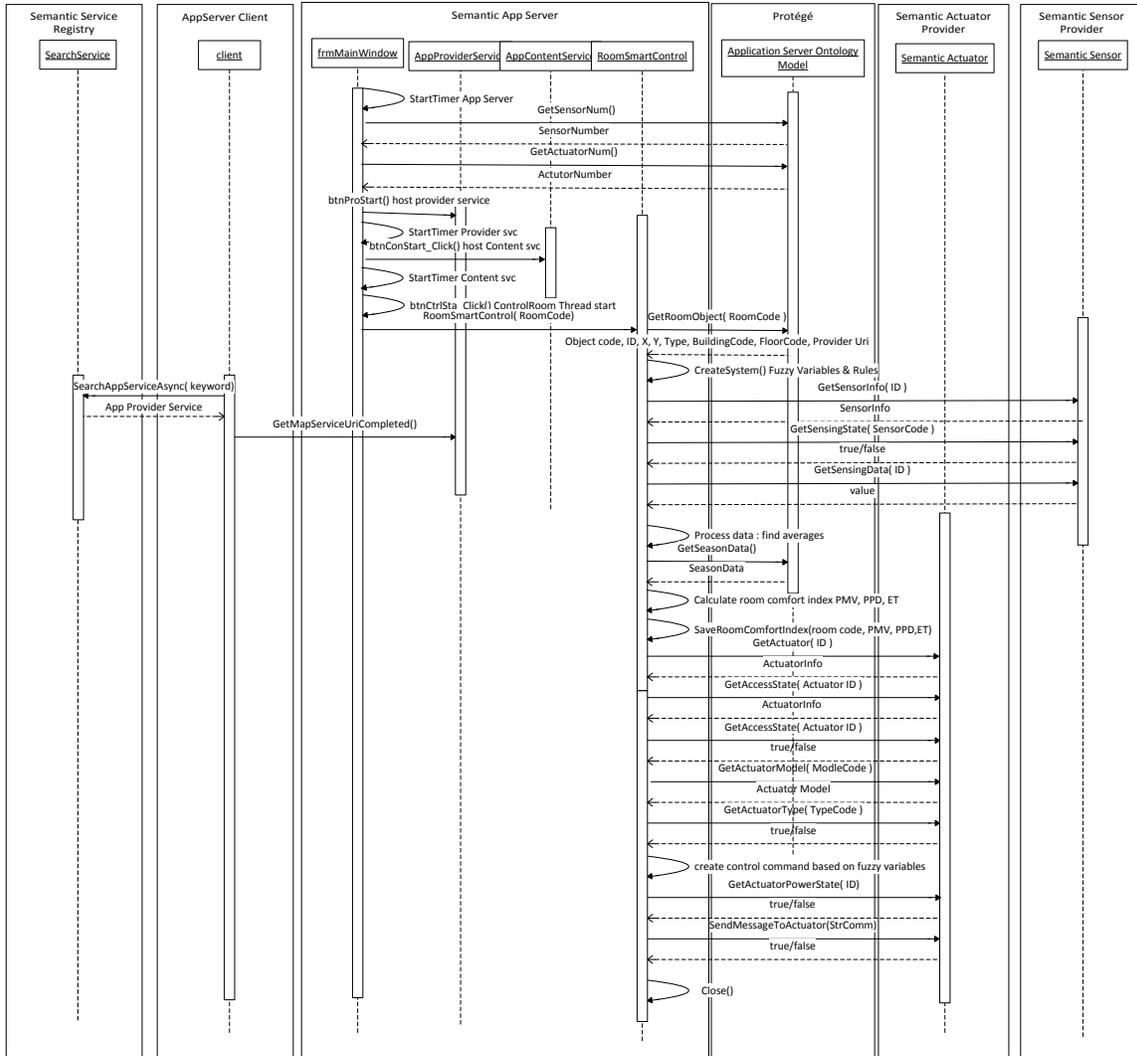 Semantic Service
Registry
AppServer Client
Semantic App Server
Protégé
Semantic Actuator
Provider
Semantic Sensor
Provider
SearchService
client
frmMainWindow
AppProviderServic
AppContentServic
RoomSmartControl
Application Server Ontology
Model
Semantic Actuator
Semantic Sensor
StartTimer App Server
GetSensorNum()
SensorNumber
GetActuatorNum()
ActutorNumber
btnProStart() host provider service
StartTimer Provider svc
btnConStart_Click() host Content svc
StartTimer Content svc
btnCtrlSta_Click() ControlRoom Thread start
RoomSmartControl( RoomCode)
GetRoomObject( RoomCode )
Object code, ID, X, Y, Type, BuildingCode, FloorCode, Provider Uri
CreateSystem() Fuzzy Variables & Rules
SearchAppServiceAsync( keyword)
GetSensorInfo( ID )
App Provider Service
SensorInfo
GetMapServiceUriCompleted()
GetSensingState( SensorCode )
true/false
GetSensingData( ID )
value
Process data : find averages
GetSeasonData()
SeasonData
Calculate room comfort index PMV, PPD, ET
SaveRoomComfortIndex(room code, PMV, PPD,ET)
GetActuator( ID )
ActuatorInfo
GetAccessState( Actuator ID )
ActuatorInfo
GetAccessState( Actuator ID )
true/false
GetActuatorModel( ModleCode )
Actuator Model
GetActuatorType( TypeCode )
true/false
create control command based on fuzzy variables
GetActuatorPowerState( ID)
true/false
SendMessageToActuator(StrComm)
true/false
Close()